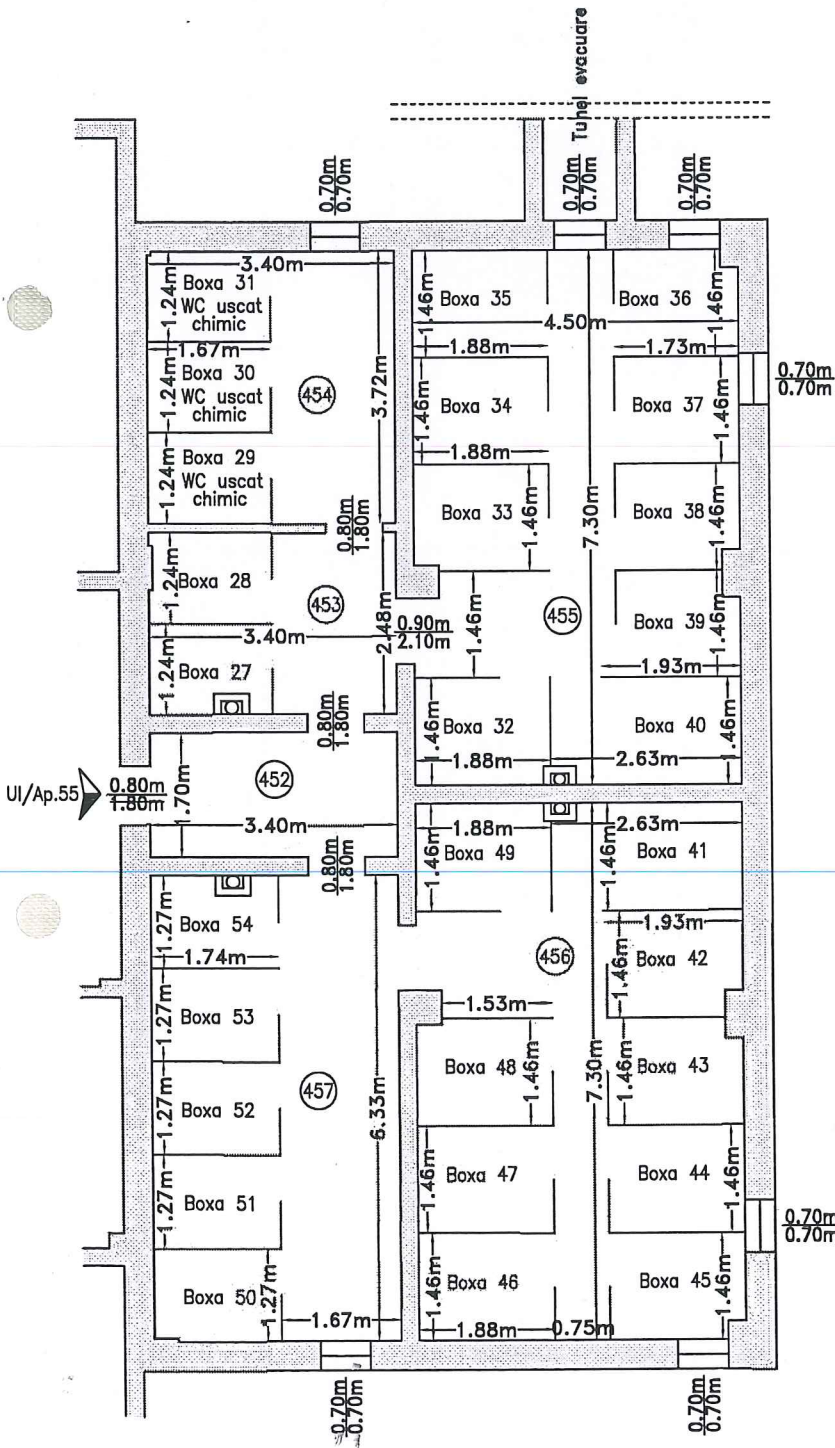 Tunel evacuare
0.70m
0.70m
0.70m
0.70m
0.70m
0.70m
3.40m
Boxa 31
WC uscat
chimic
1.24m
1.67m
Boxa 30
WC uscat
chimic
1.24m
454
3.72m
Boxa 29
WC uscat
chimic
1.24m
Boxa 35
1.46m
Boxa 36
1.46m
4.50m
1.88m
1.73m
0.70m
0.70m
Boxa 34
1.46m
Boxa 37
1.46m
1.88m
Boxa 33
1.46m
Boxa 38
1.46m
7.30m
0.80m
1.80m
Boxa 28
1.24m
453
2.48m
3.40m
0.90m
2.10m
1.46m
455
Boxa 39
1.46m
1.93m
Boxa 27
1.24m
0.80m
1.80m
Boxa 32
1.46m
1.88m
Boxa 40
1.46m
2.63m
UI/Ap.55
0.80m
1.80m
1.70m
452
3.40m
0.80m
1.80m
1.88m
2.63m
1.46m
Boxa 49
1.46m
Boxa 41
1.93m
Boxa 54
1.27m
1.74m
456
1.46m
Boxa 42
Boxa 53
1.27m
1.53m
Boxa 48
1.46m
7.30m
1.46m
Boxa 43
457
6.33m
Boxa 52
1.27m
Boxa 47
1.46m
Boxa 44
1.46m
Boxa 51
1.27m
Boxa 50
1.27m
1.67m
Boxa 46
1.46m
1.88m
0.75m
Boxa 45
1.46m
0.70m
0.70m
0.70m
0.70m
0.70m
0.70m